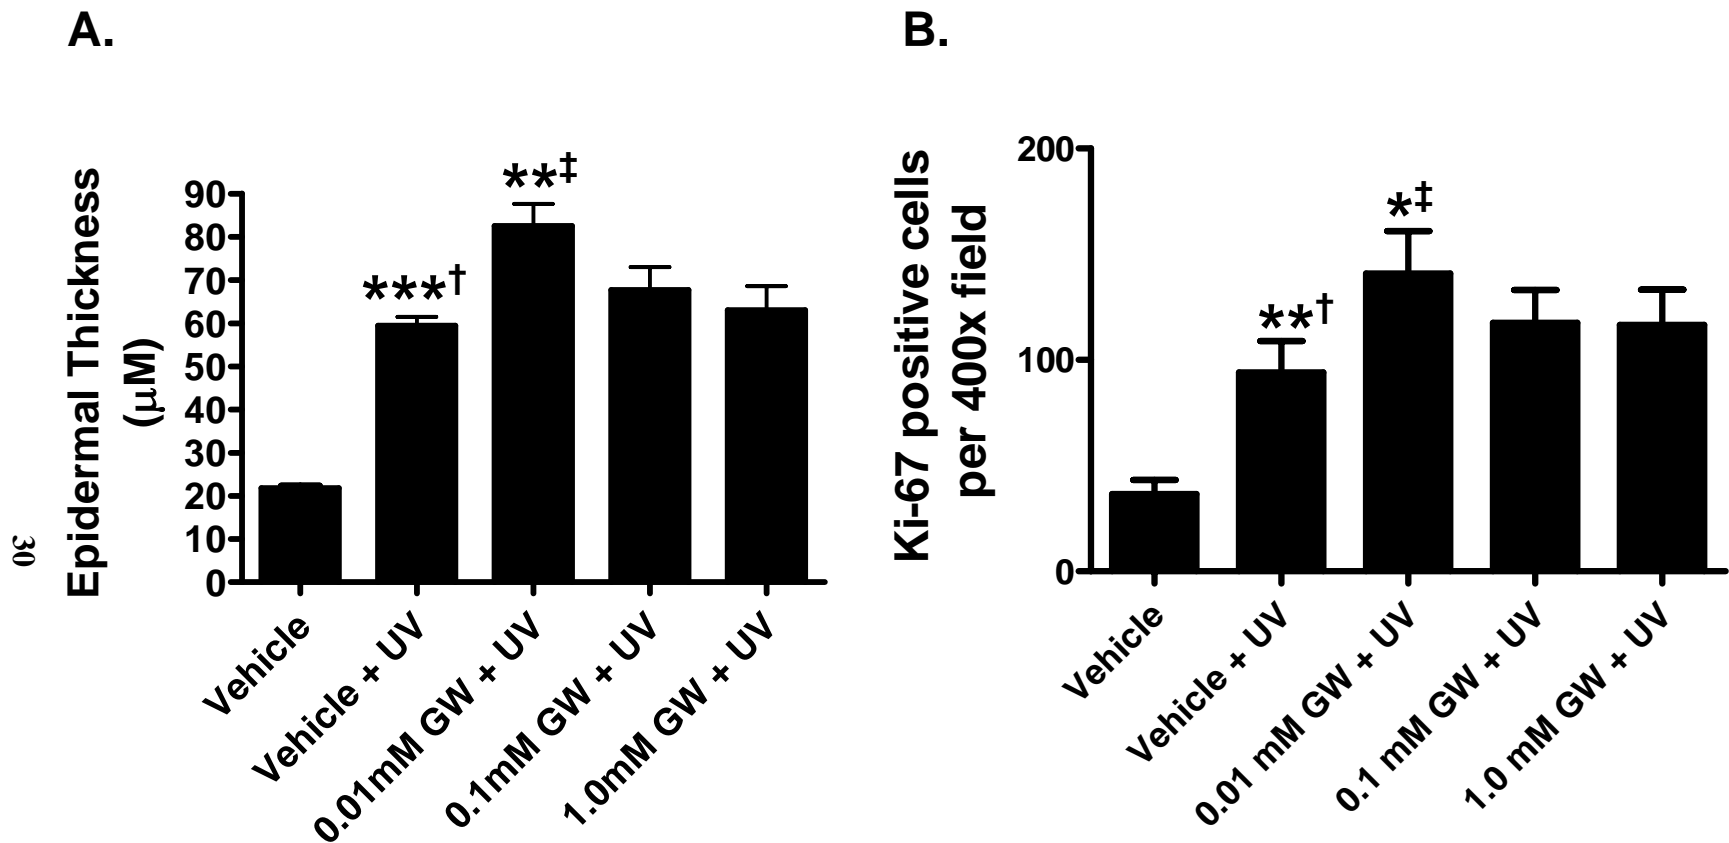 A.
Epidermal Thickness
(μM)
90
80
70
60
50
40
30
20
10
0
***†
**‡
Vehicle
Vehicle + UV
0.01mM GW + UV
0.1mM GW + UV
1.0mM GW + UV
B.
Ki-67 positive cells
per 400x field
200
100
0
**†
*‡
Vehicle
Vehicle + UV
0.01 mM GW + UV
0.1 mM GW + UV
1.0 mM GW + UV
30